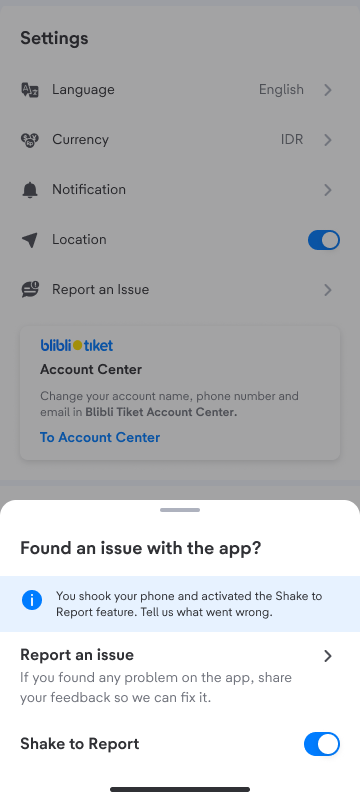 Settings
Language English
Currency IDR
Notification
Location
Report an Issue
blibli tiket
Account Center
Change your account name, phone number and
email in Blibli Tiket Account Center.
To Account Center
Found an issue with the app?
You shook your phone and activated the Shake to
Report feature. Tell us what went wrong.
Report an issue
If you found any problem on the app, share
your feedback so we can fix it.
Shake to Report